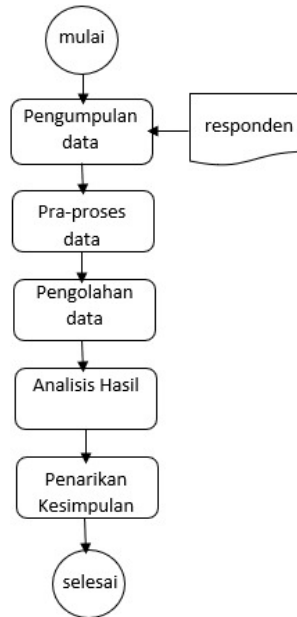 mulai
Pengumpulan
data
responden
Pra-proses
data
Pengolahan
data
Analisis Hasil
Penarikan
Kesimpulan
selesai